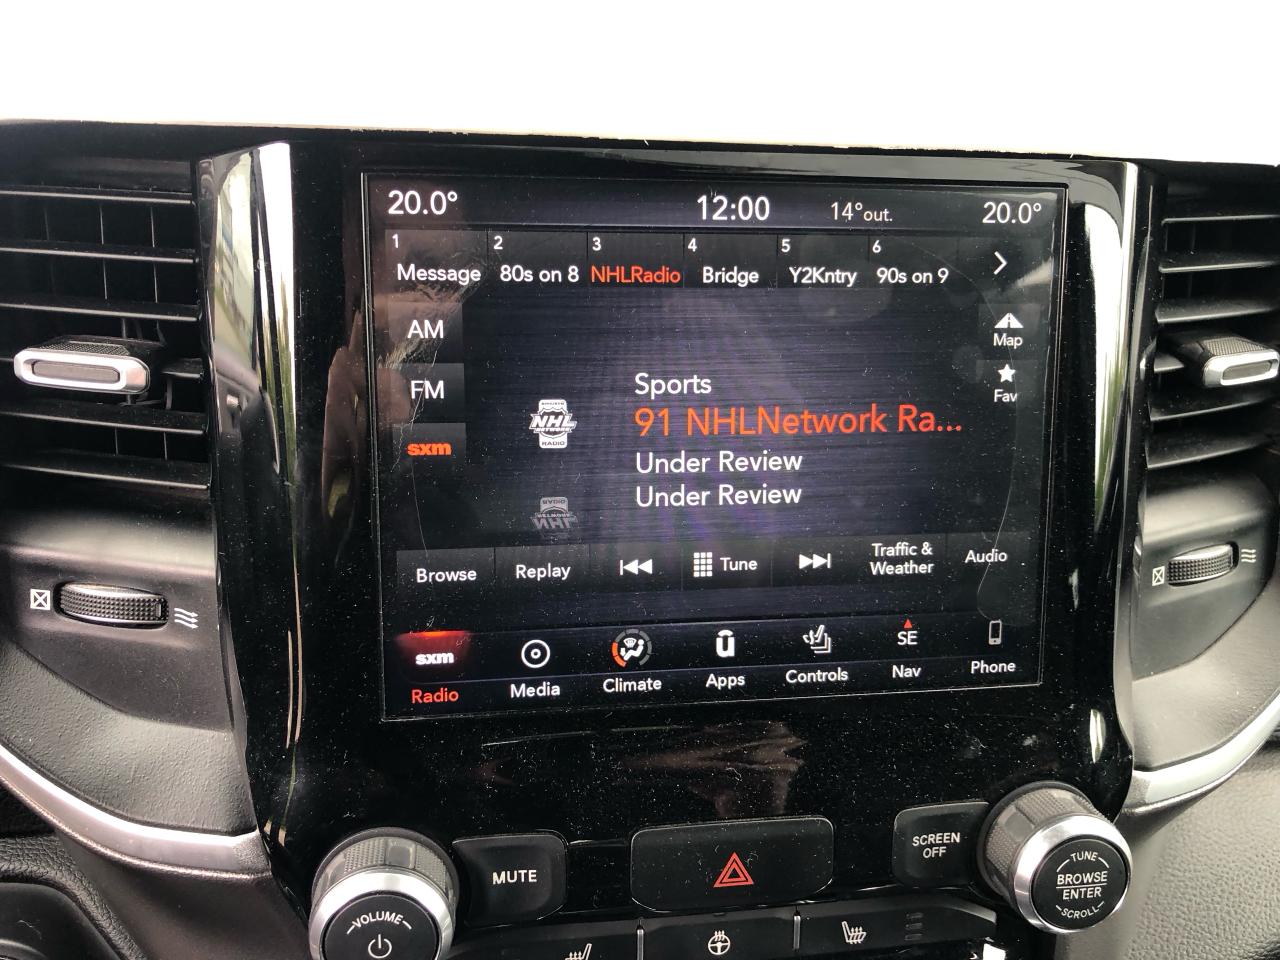 20.0°
12:00
14°out.
20.0°
1
2
3
4
5
6
Message
80s on 8
NHLRadio
Bridge
Y2Kntry
90s on 9
AM
Map
FM
Fav
sxm
Sports
91 NHLNetwork Ra...
Under Review
Under Review
NHL
NETWORK
RADIO
Browse
Replay
Tune
Traffic &
Weather
Audio
sxm
Radio
Media
Climate
ū
Apps
Controls
SE
Nav
Phone
MUTE
SCREEN
OFF
VOLUME
TUNE
BROWSE
ENTER
SCROLL